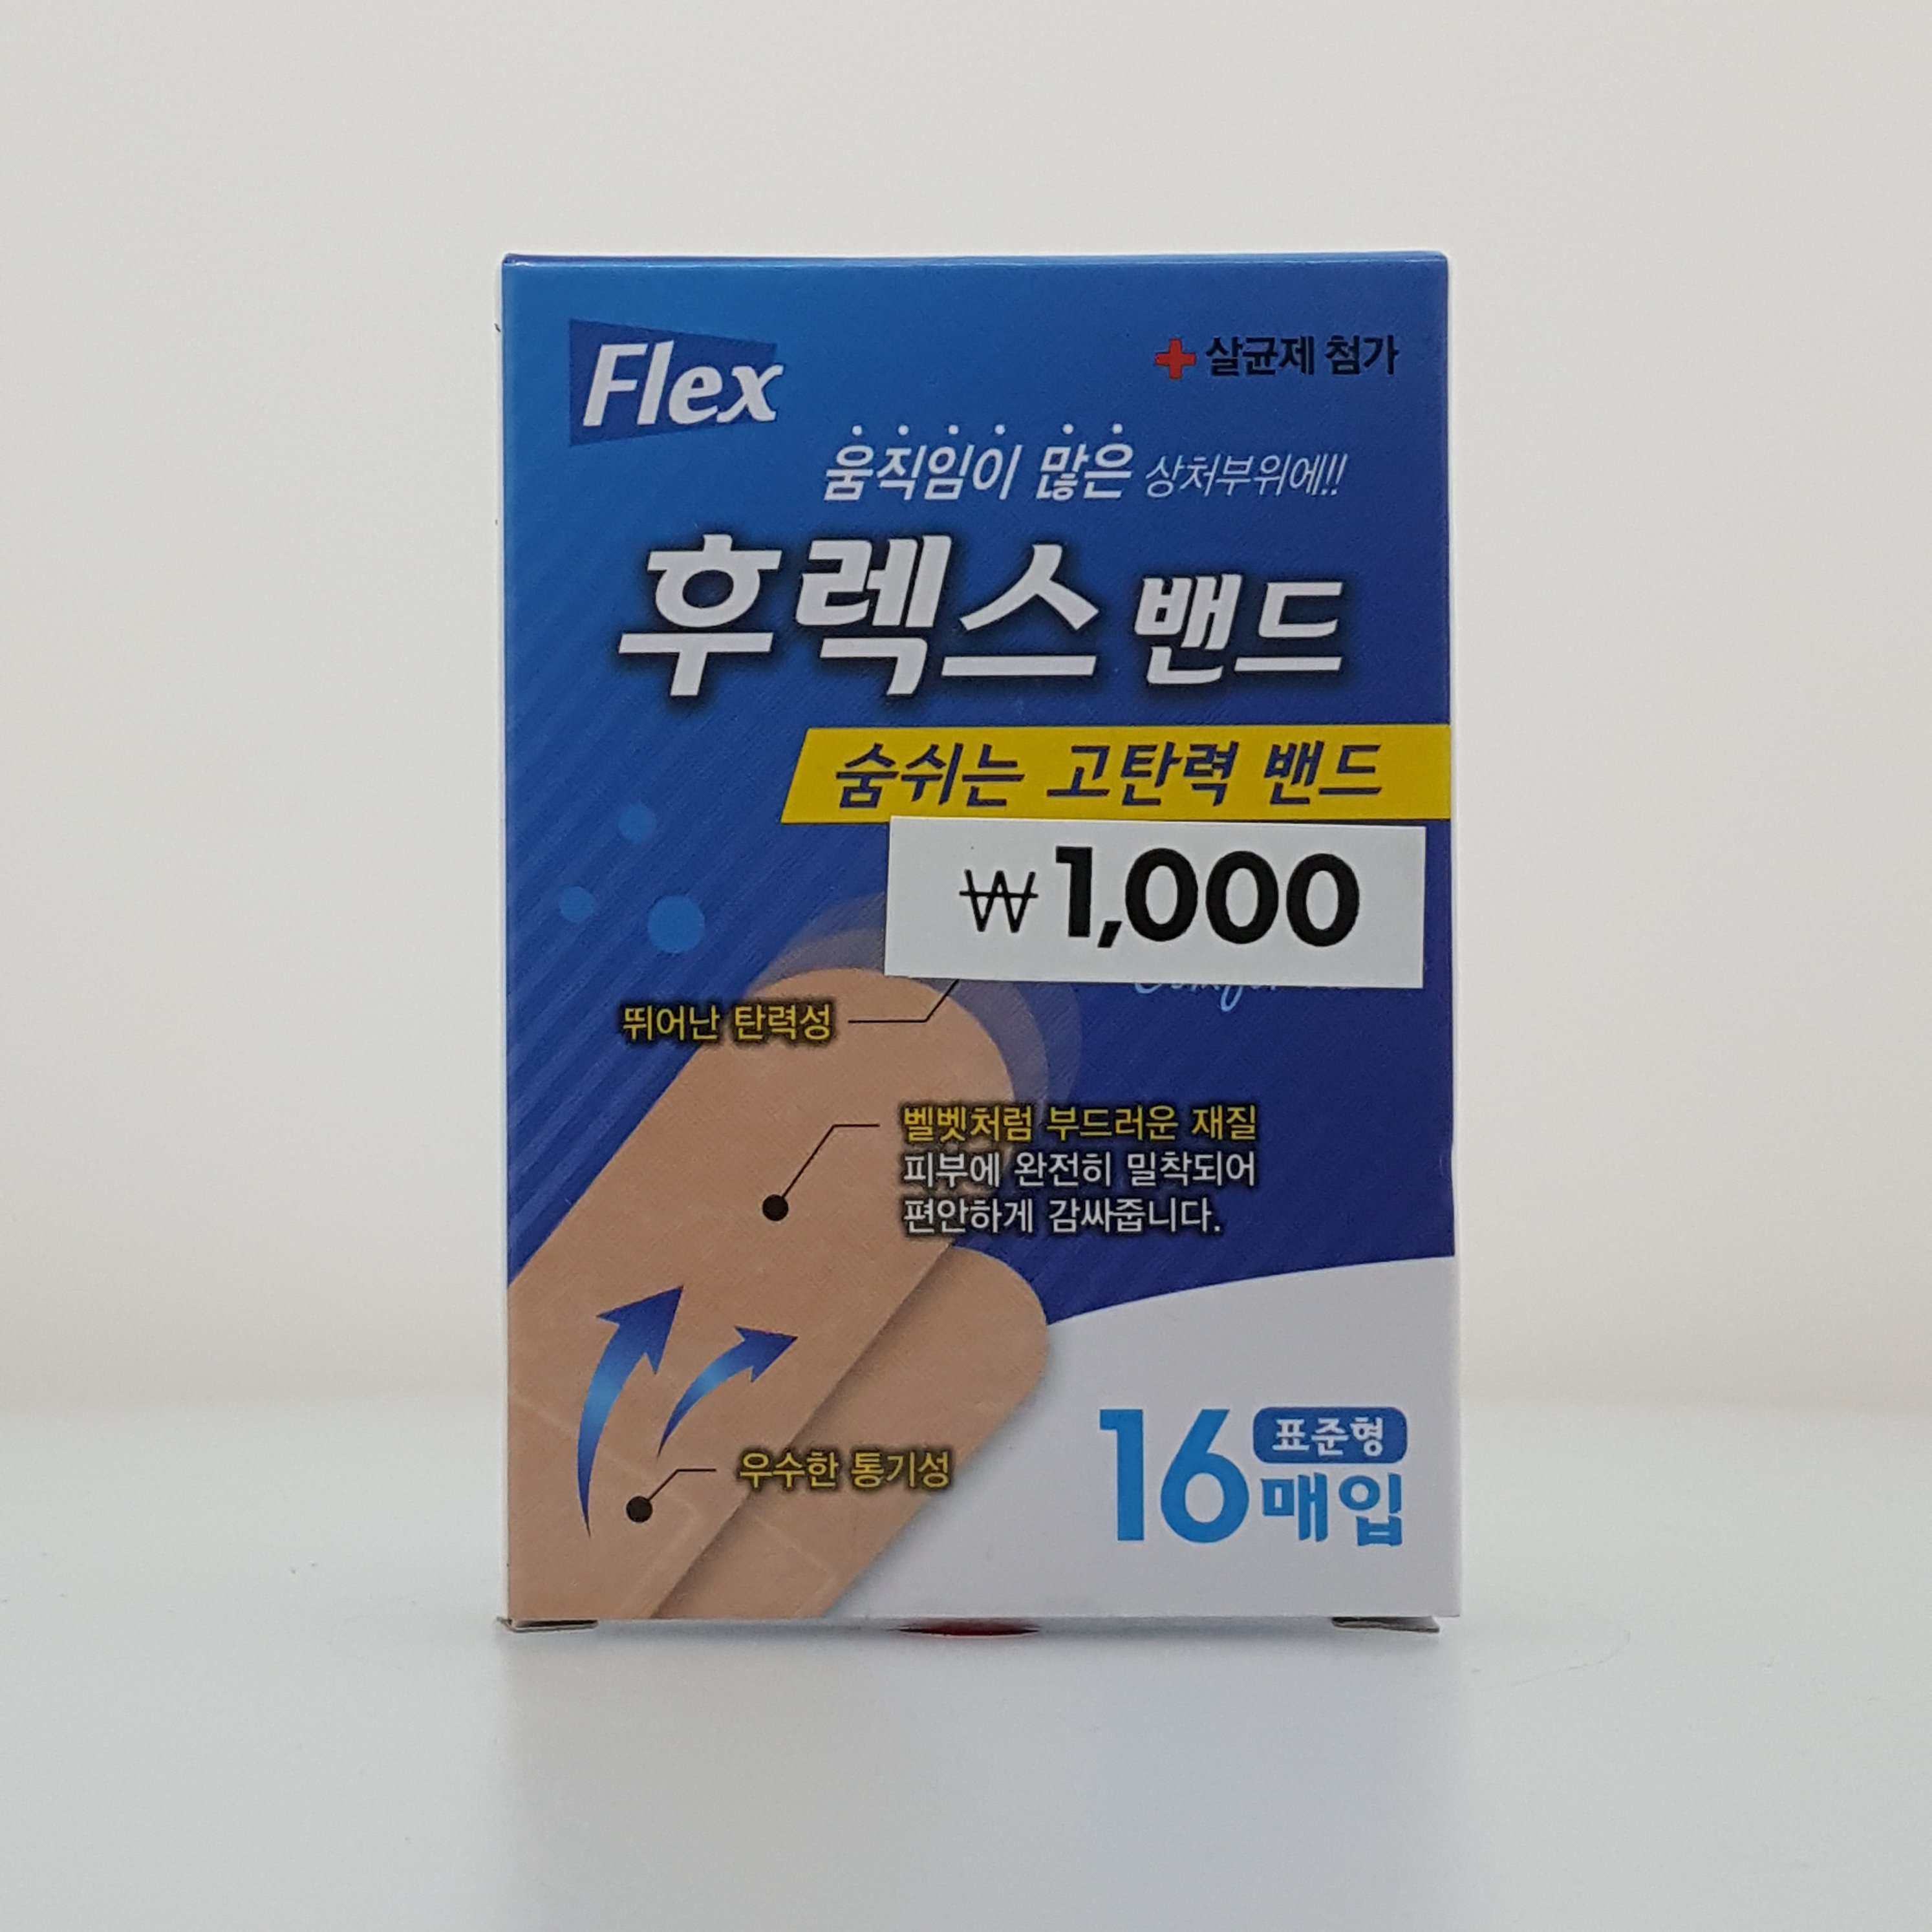 Flex
살균제 첨가
움직임이 많은 상처부위에!!
후렉스 밴드
숨쉬는 고탄력 밴드
₩1,000
뛰어난 탄력성
벨벳처럼 부드러운 재질
피부에 완전히 밀착되어
편안하게 감싸줍니다.
우수한 통기성
16 표준형
매입